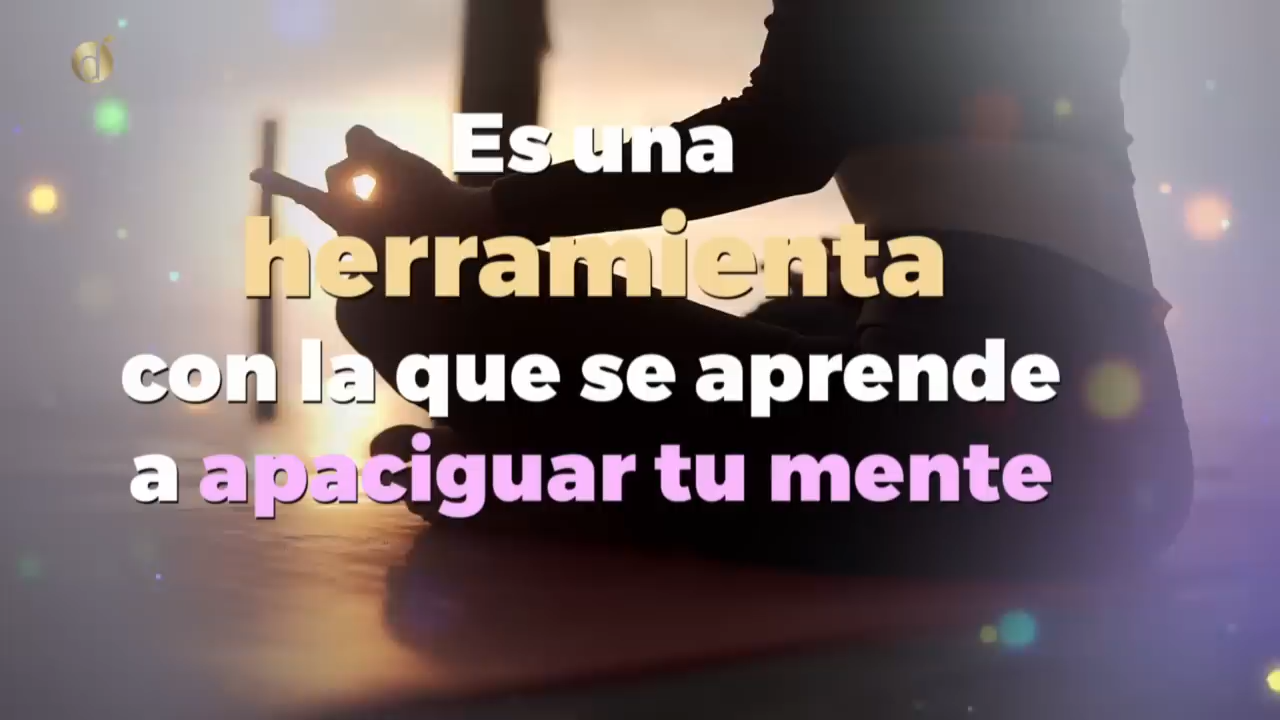 Es una
herramienta
con la que se aprende
a apaciguar tu mente